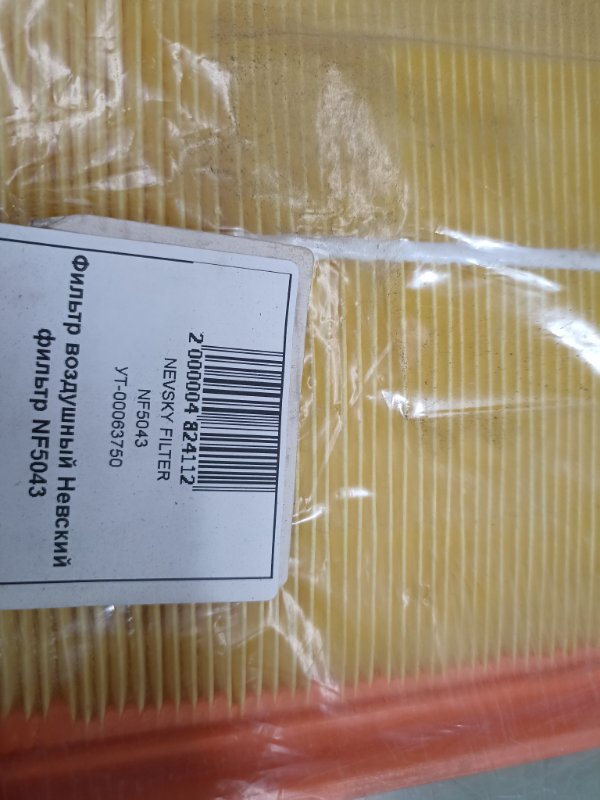 2 000004 824112
NEVSKY FILTER
NF5043
УТ-00063750
Фильтр воздушный Невский
фильтр NF5043